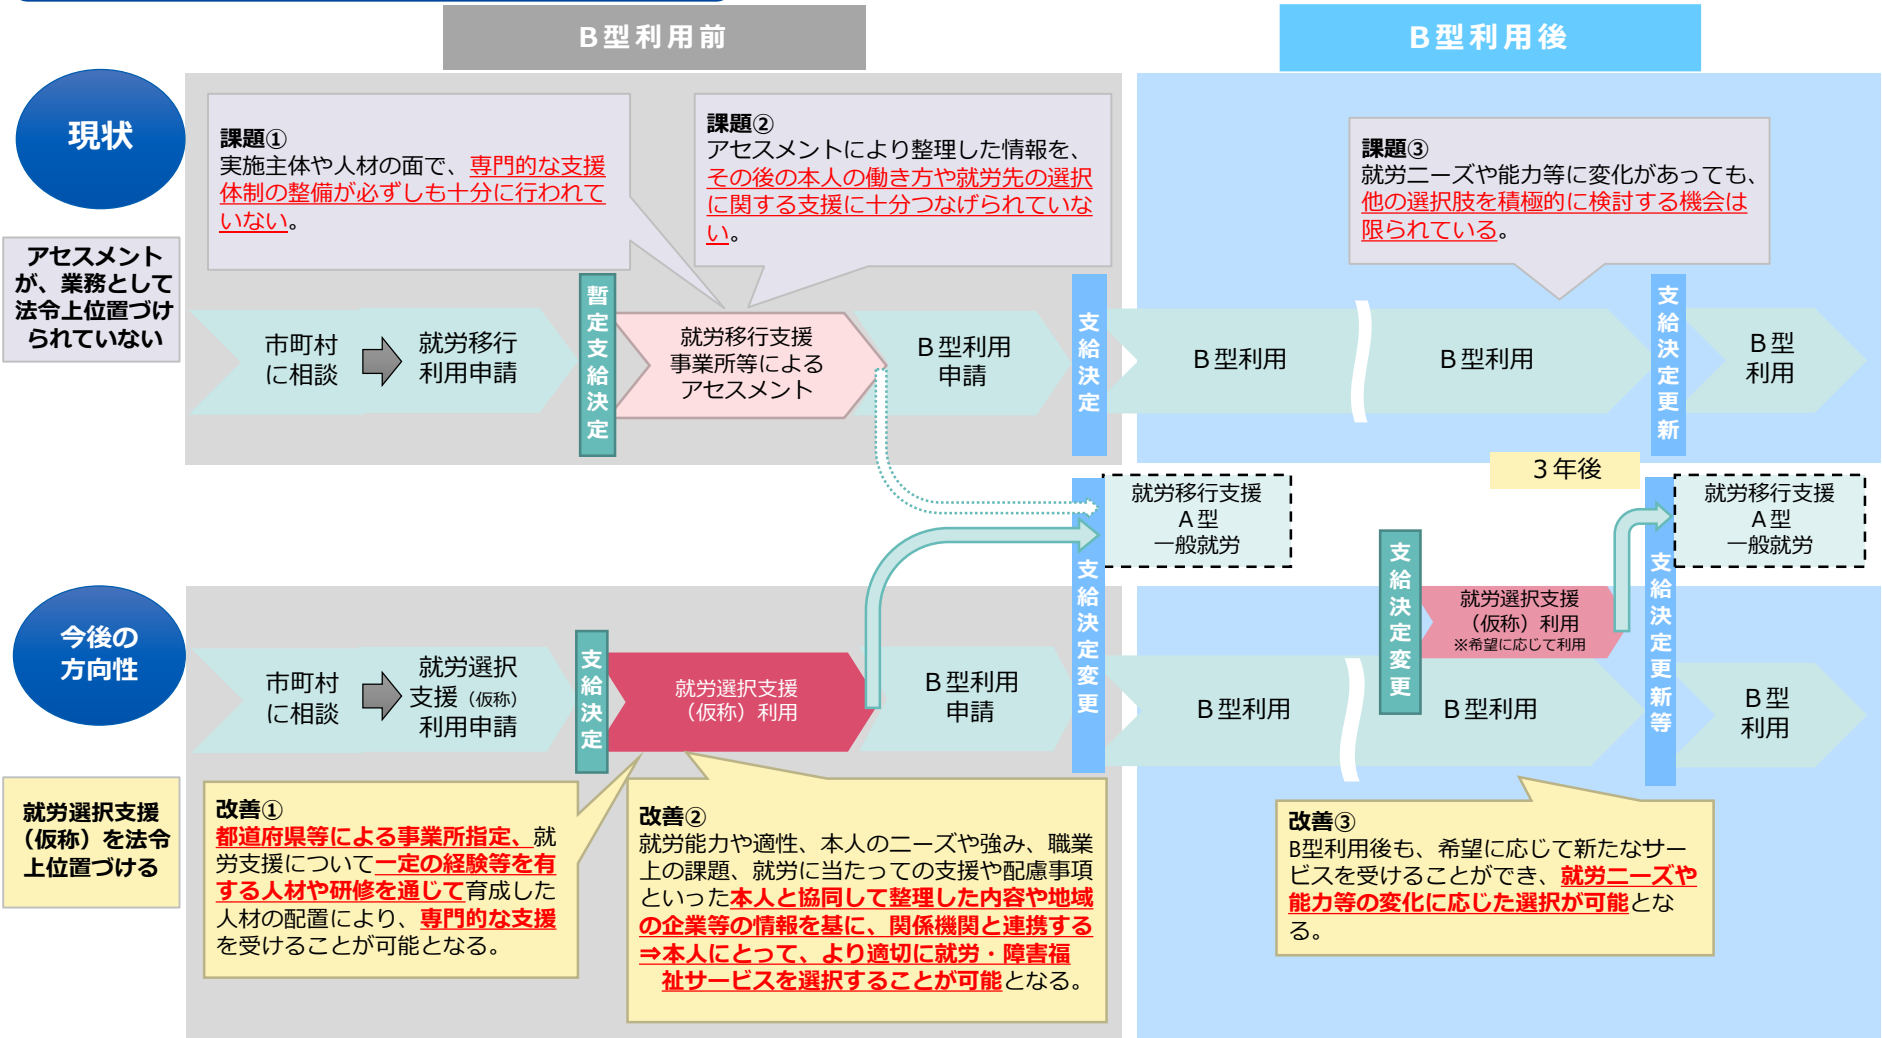 B型利用前
B型利用後
現状
アセスメント
が、業務として
法令上位置づけ
られていない
課題①
実施主体や人材の面で、専門的な支援
体制の整備が必ずしも十分に行われて
いない。
課題②
アセスメントにより整理した情報を、
その後の本人の働き方や就労先の選択
に関する支援に十分つなげられていな
い。
課題③
就労ニーズや能力等に変化があっても、
他の選択肢を積極的に検討する機会は
限られている。
市町村
に相談
就労移行
利用申請
暫定支給決定
就労移行支援
事業所等による
アセスメント
B型利用
申請
支給決定
B型利用
B型利用
支給決定更新
B型
利用
3年後
就労移行支援
A型
一般就労
就労移行支援
A型
一般就労
今後の
方向性
就労選択支援
（仮称）を法令
上位置づける
市町村
に相談
就労選択
支援（仮称）
利用申請
支給決定
就労選択支援
（仮称）利用
B型利用
申請
支給決定変更
B型利用
支給決定変更
就労選択支援
（仮称）利用
※希望に応じて利用
B型利用
支給決定更新等
B型
利用
改善①
都道府県等による事業所指定、就
労支援について一定の経験等を有
する人材や研修を通じて育成した
人材の配置により、専門的な支援
を受けることが可能となる。
改善②
就労能力や適性、本人のニーズや強み、職業
上の課題、就労に当たっての支援や配慮事項
といった本人と協同して整理した内容や地域
の企業等の情報を基に、関係機関と連携する
⇒本人にとって、より適切に就労・障害福
祉サービスを選択することが可能となる。
改善③
B型利用後も、希望に応じて新たなサー
ビスを受けることができ、就労ニーズや
能力等の変化に応じた選択が可能とな
る。